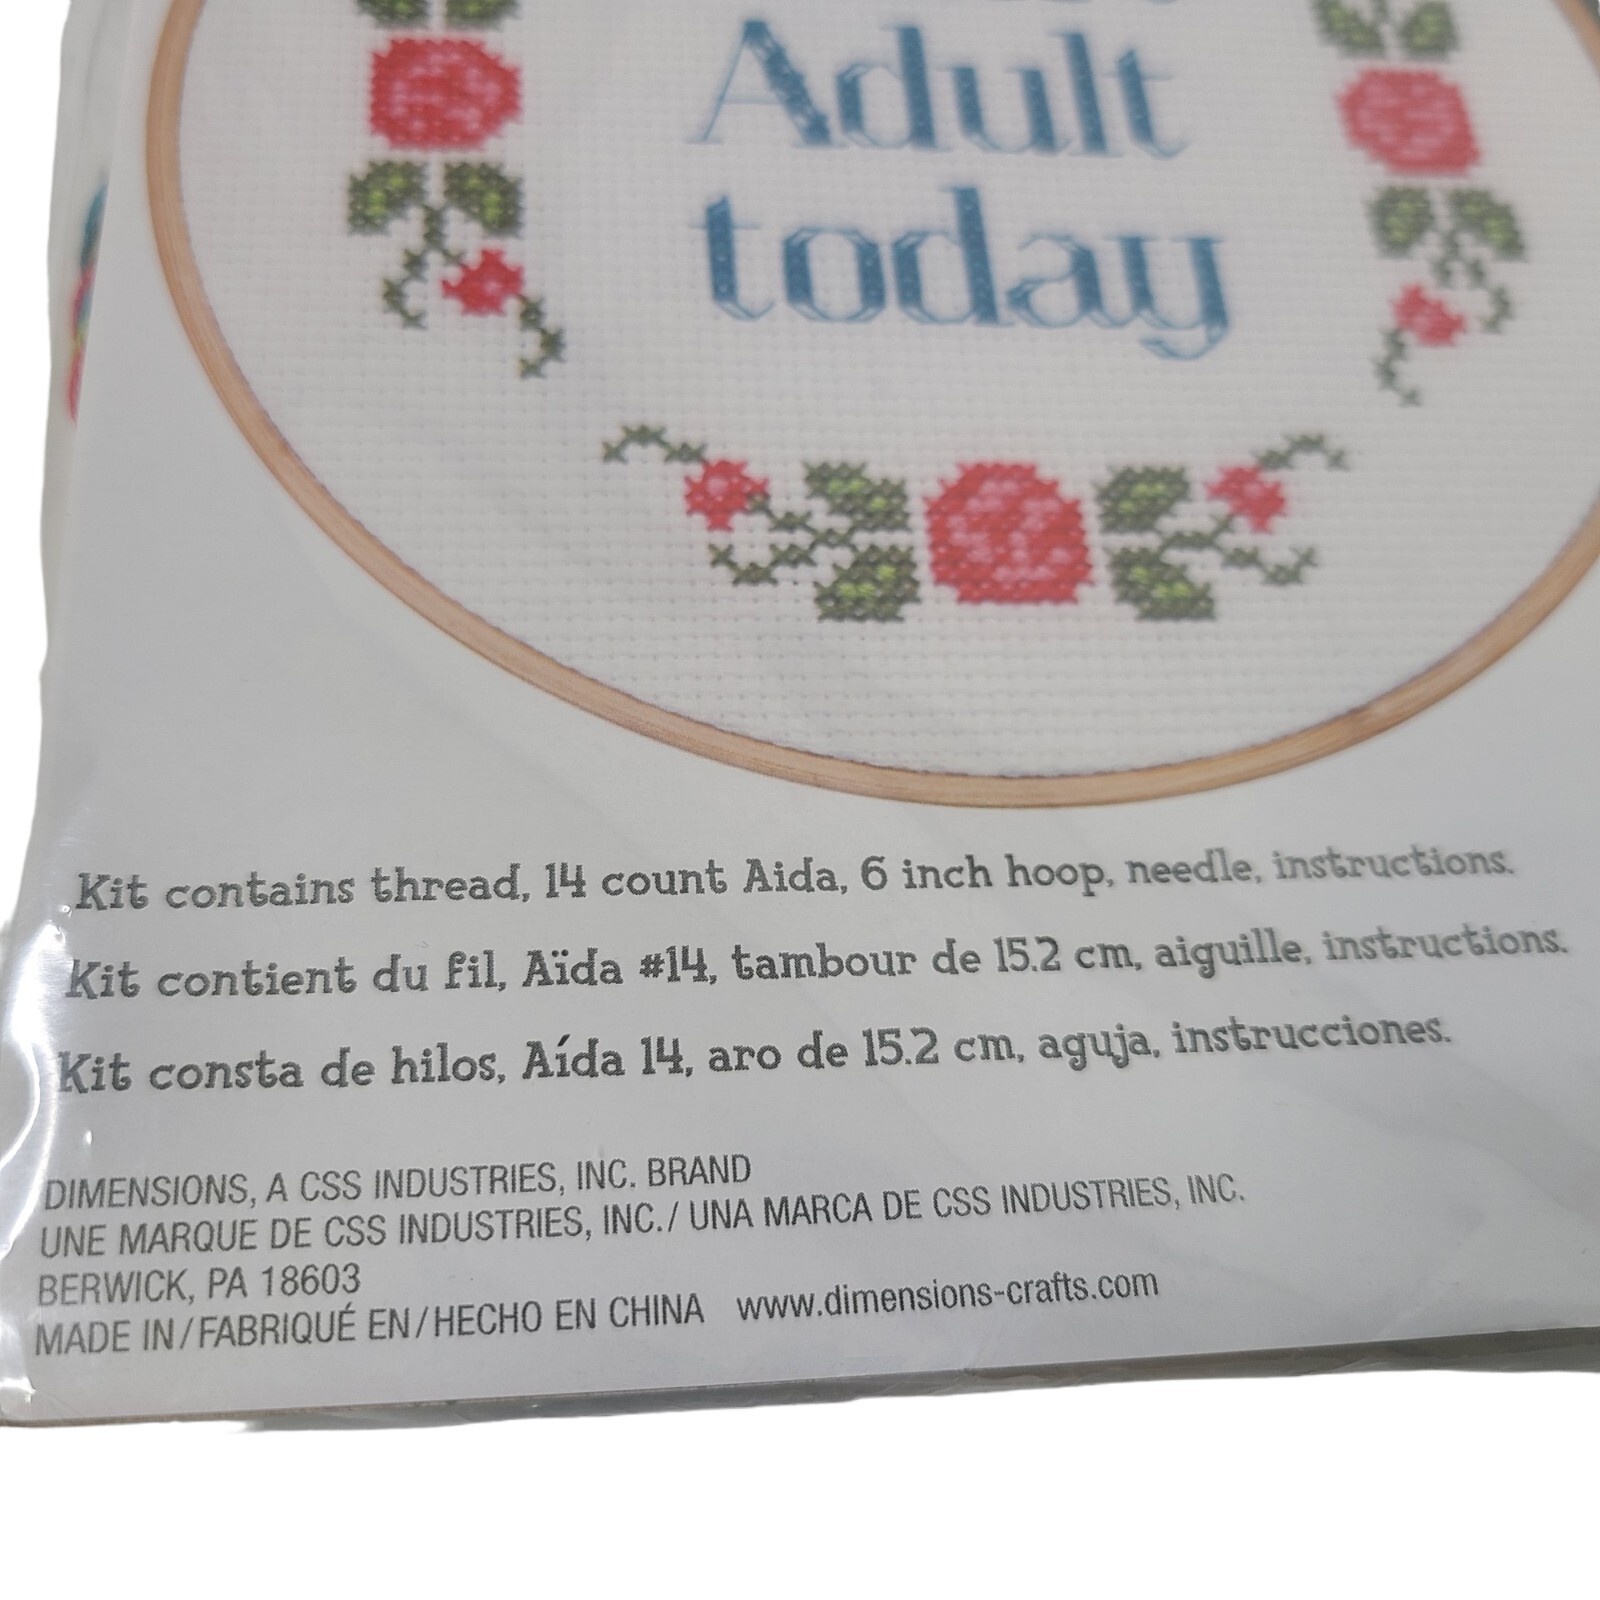 Adult
today
Kit contains thread, 14 count Aida, 6 inch hoop, needle, instructions.
Kit contient du fil, Aïda #14, tambour de 15.2 cm, aiguille, instructions.
Kit consta de hilos, Aída 14, aro de 15.2 cm, aguja, instrucciones.
DIMENSIONS, A CSS INDUSTRIES, INC. BRAND
UNE MARQUE DE CSS INDUSTRIES, INC./ UNA MARCA DE CSS INDUSTRIES, INC.
BERWICK, PA 18603
MADE IN/FABRIQUÉ EN/HECHO EN CHINA www.dimensions-crafts.com